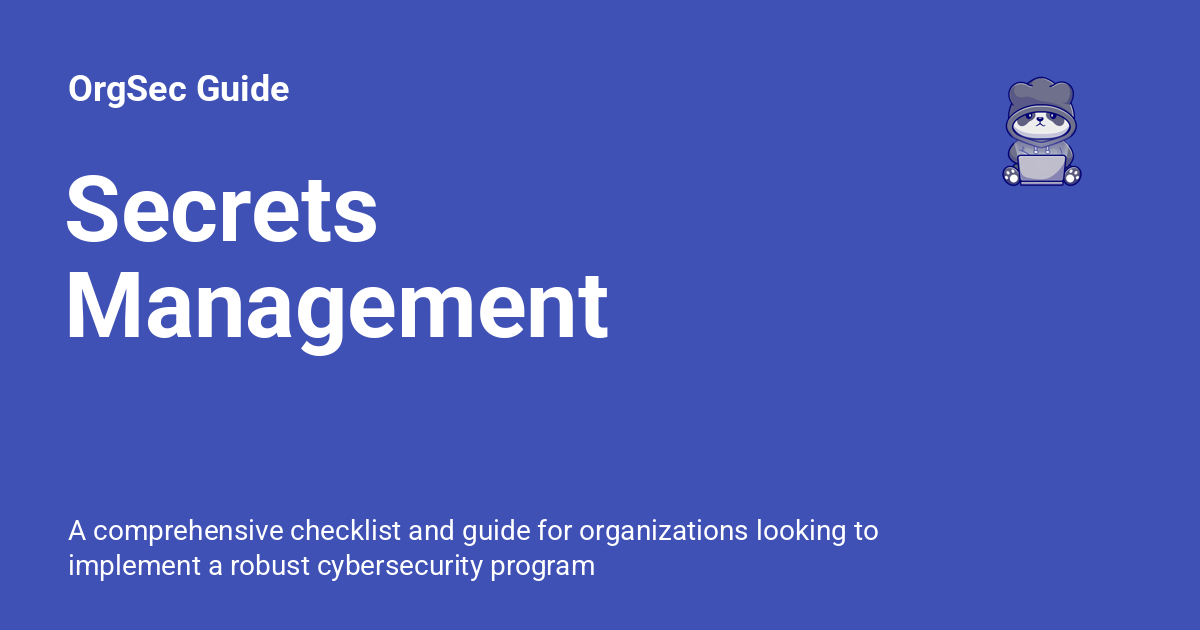 OrgSec Guide
Secrets
Management
A comprehensive checklist and guide for organizations looking to
implement a robust cybersecurity program